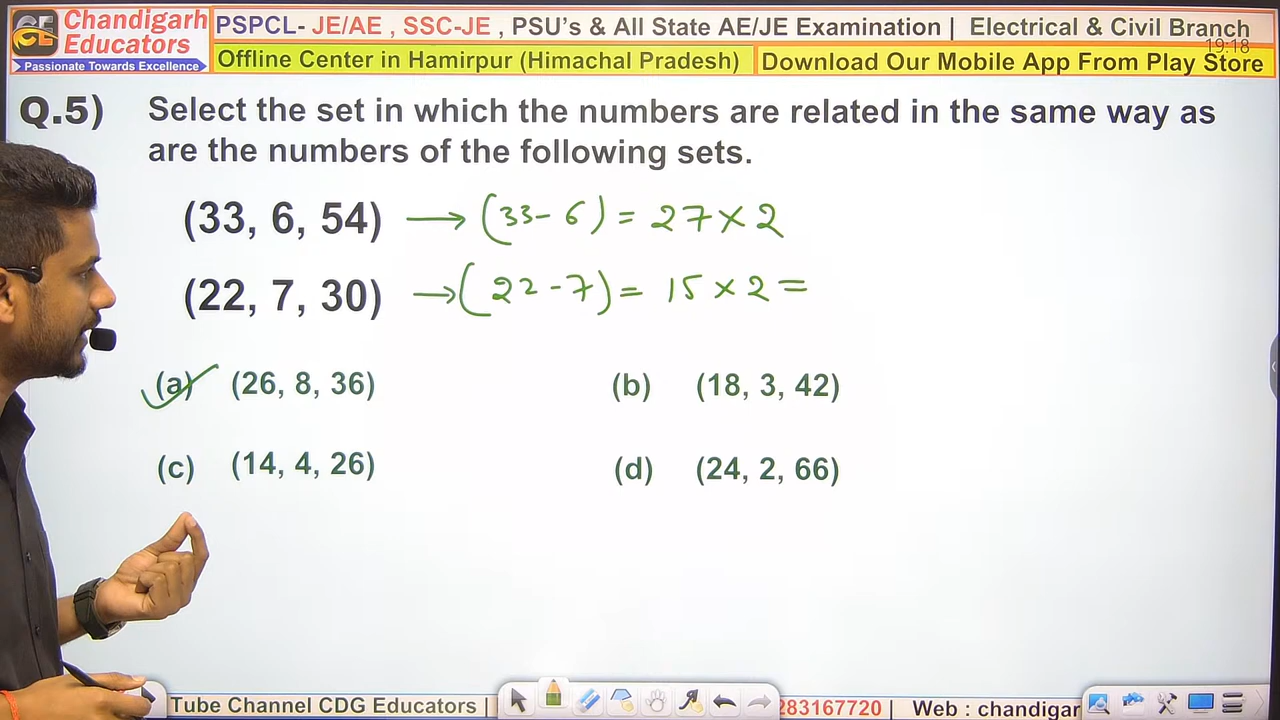 CE Chandigarh Educators
Passionate Towards Excellence
PSPCL- JE/AE , SSC-JE , PSU’s & All State AE/JE Examination | Electrical & Civil Branch
19:18
Offline Center in Hamirpur (Himachal Pradesh) Download Our Mobile App From Play Store
Q.5) Select the set in which the numbers are related in the same way as
are the numbers of the following sets.
(33, 6, 54) → (33-6) = 27×2
(22, 7, 30) → (22-7) = 15×2 =
(a) (26, 8, 36) (b) (18, 3, 42)
(c) (14, 4, 26) (d) (24, 2, 66)
Tube Channel CDG Educators | 283167720 | Web : chandigar